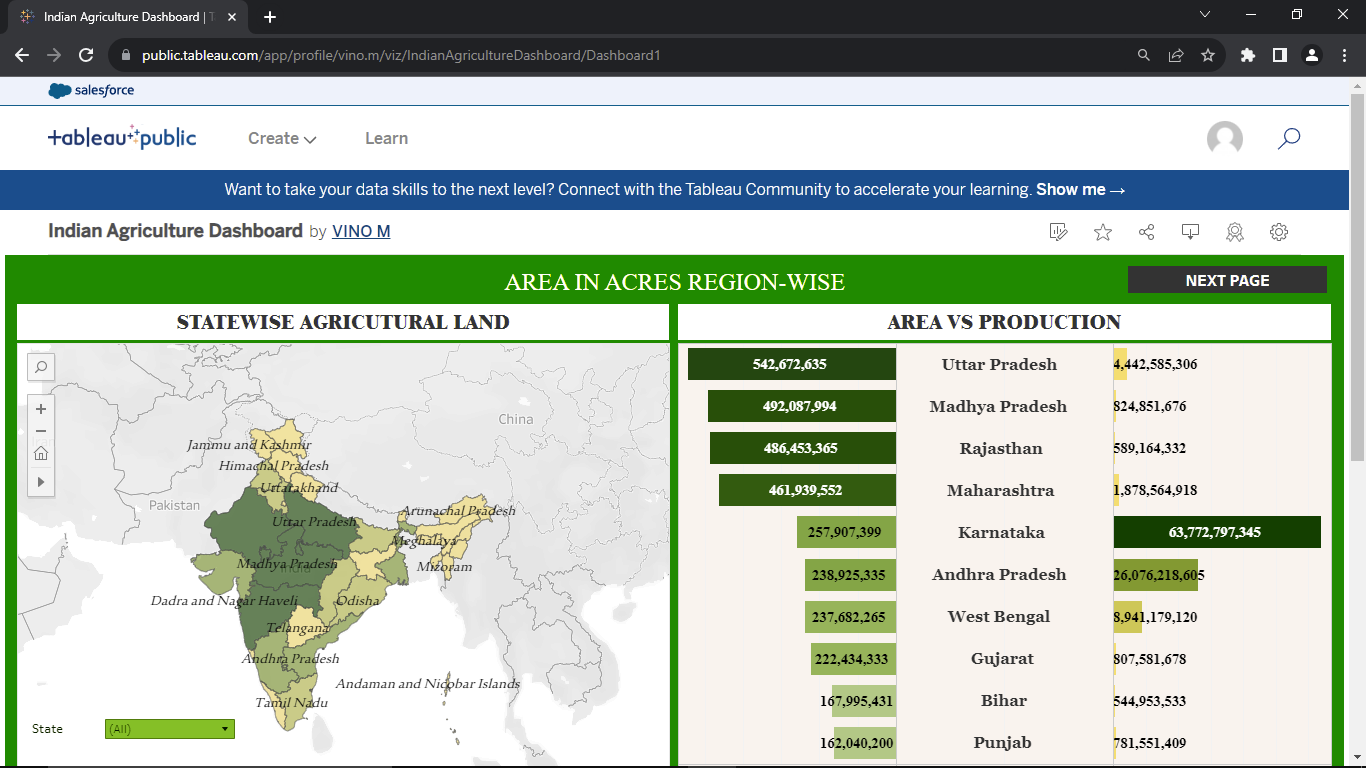 Indian Agriculture Dashboard | T
public.tableau.com/app/profile/vino.m/viz/IndianAgricultureDashboard/Dashboard1
salesforce
+ableau+public
Create
Learn
Want to take your data skills to the next level? Connect with the Tableau Community to accelerate your learning. Show me →
Indian Agriculture Dashboard by VINO M
AREA IN ACRES REGION-WISE
NEXT PAGE
STATEWISE AGRICUTURAL LAND
China
Jammu and Kashmir
Himachal Pradesh
Uttarakhand
Pakistan
Arunachal Pradesh
Uttar Pradesh
Meghalaya
Madhya Pradesh
India
Mizoram
Dadra and Nagar Haveli
Odisha
Telangana
Andhra Pradesh
Andaman and Nicobar Islands
Tamil Nadu
State
(All)
AREA VS PRODUCTION
542,672,635 Uttar Pradesh 4,442,585,306
492,087,994 Madhya Pradesh 824,851,676
486,453,365 Rajasthan 589,164,332
461,939,552 Maharashtra 1,878,564,918
257,907,399 Karnataka 63,772,797,345
238,925,335 Andhra Pradesh 26,076,218,605
237,682,265 West Bengal 8,941,179,120
222,434,333 Gujarat 807,581,678
167,995,431 Bihar 544,953,533
162,040,200 Punjab 781,551,409